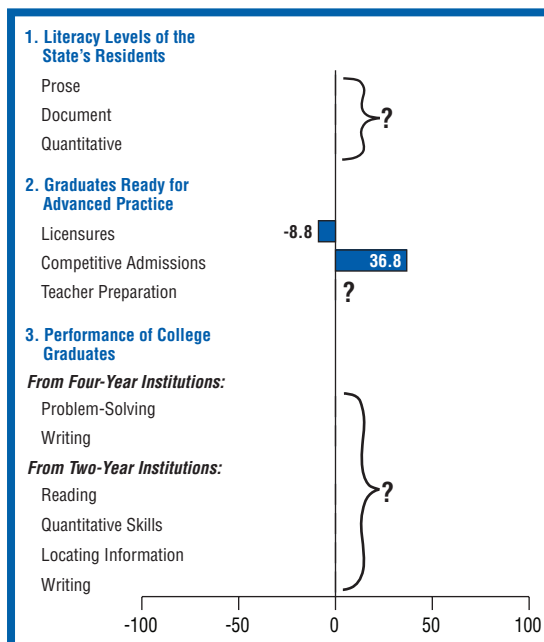 1. Literacy Levels of the
State's Residents
Prose
Document
Quantitative
?
2. Graduates Ready for
Advanced Practice
Licensures
-8.8
Competitive Admissions
36.8
Teacher Preparation
?
3. Performance of College
Graduates
From Four-Year Institutions:
Problem-Solving
Writing
From Two-Year Institutions:
Reading
?
Quantitative Skills
Locating Information
Writing
-100 -50 0 50 100